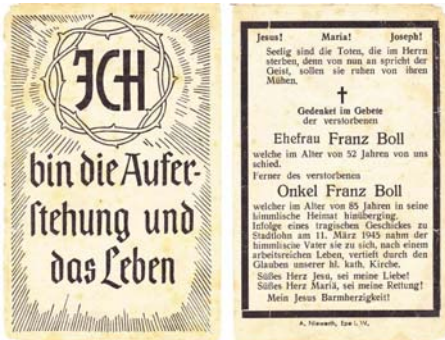 ICH
bin die Aufer-
stehung und
das Leben
Jesus! Maria! Joseph!
Seelig sind die Toten, die im Herrn
sterben, denn von nun an spricht der
Geist, sollen sie ruhen von ihren
Mühen.
Gedenket im Gebete
der verstorbenen
Ehefrau Franz Boll
welche im Alter von 52 Jahren von uns
schied.
Ferner des verstorbenen
Onkel Franz Boll
welcher im Alter von 85 Jahren in seine
himmlische Heimat hinüberging.
Infolge eines tragischen Geschickes zu
Stadtlohn am 11. März 1945 nahm der
himmlische Vater sie zu sich, nach einem
arbeitsreichen Leben, vertieft durch den
Glauben unserer hl. kath. Kirche.
Süßes Herz Jesu, sei meine Liebe!
Süßes Herz Mariä, sei meine Rettung!
Mein Jesus Barmherzigkeit!
A. Niewerth, Epe i. W.